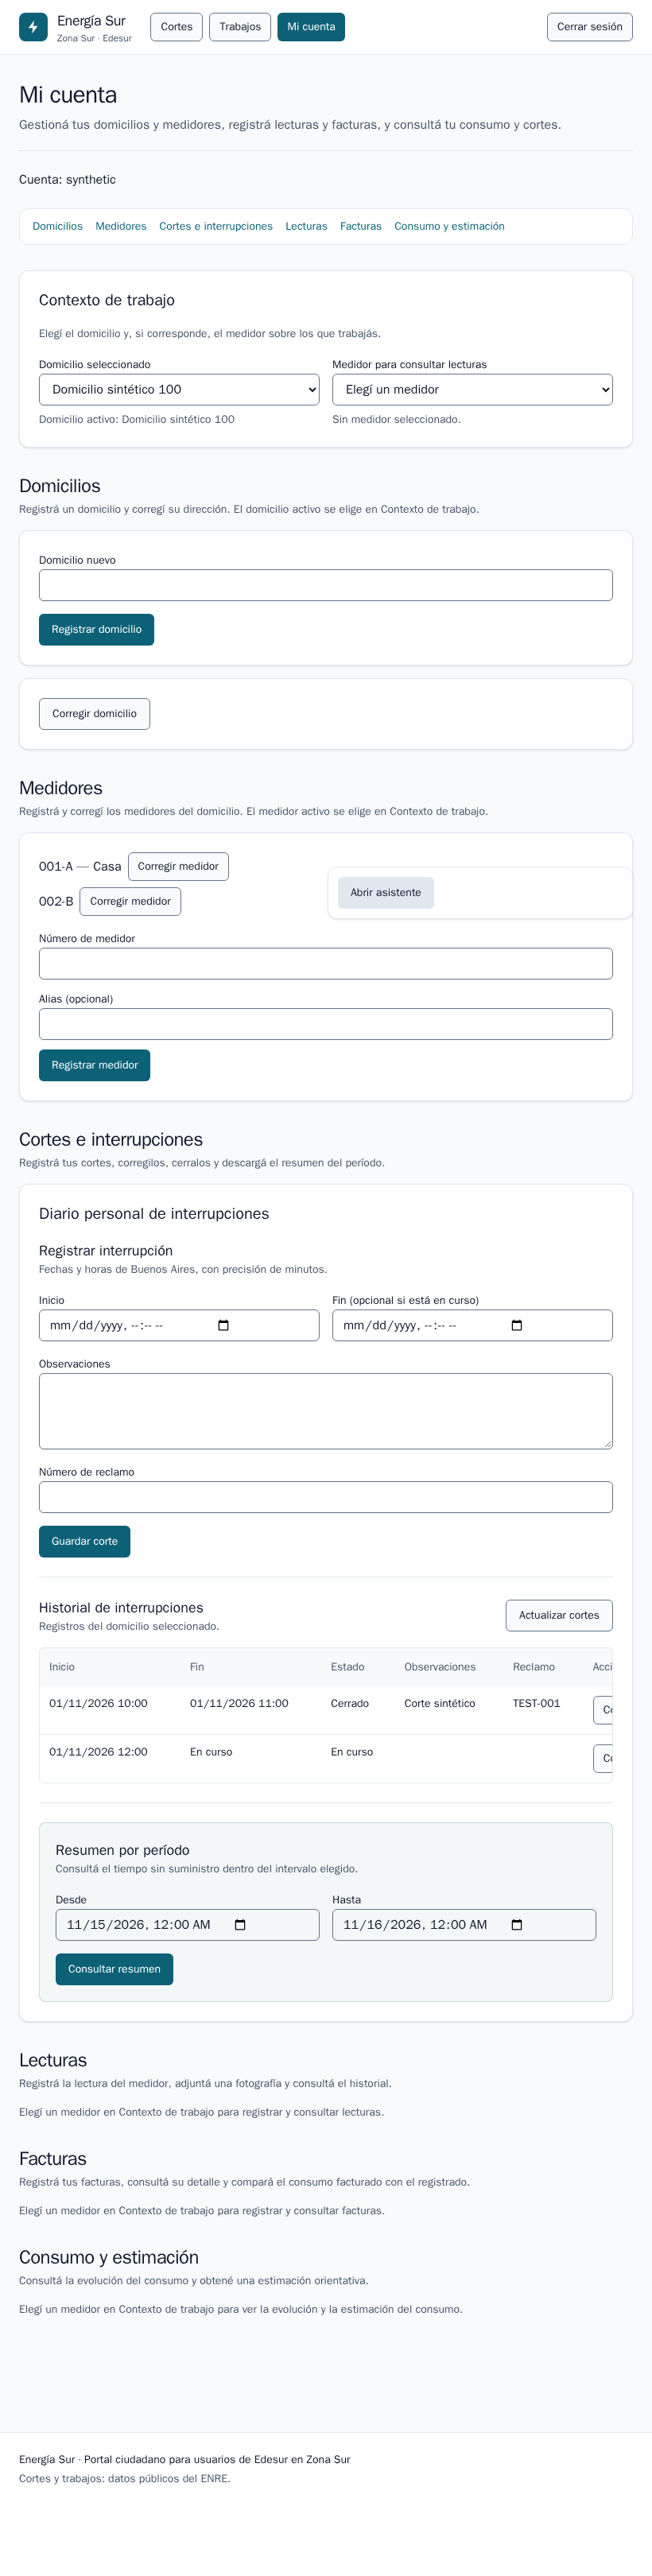 Energía Sur
Zona Sur · Edesur
Cortes
Trabajos
Mi cuenta
Cerrar sesión
Mi cuenta
Gestioná tus domicilios y medidores, registrá lecturas y facturas, y consultá tu consumo y cortes.
Cuenta: synthetic
Domicilios Medidores Cortes e interrupciones Lecturas Facturas Consumo y estimación
Contexto de trabajo
Elegí el domicilio y, si corresponde, el medidor sobre los que trabajás.
Domicilio seleccionado
Domicilio sintético 100
Domicilio activo: Domicilio sintético 100
Medidor para consultar lecturas
Elegí un medidor
Sin medidor seleccionado.
Domicilios
Registrá un domicilio y corregí su dirección. El domicilio activo se elige en Contexto de trabajo.
Domicilio nuevo
Registrar domicilio
Corregir domicilio
Medidores
Registrá y corregí los medidores del domicilio. El medidor activo se elige en Contexto de trabajo.
001-A — Casa Corregir medidor
002-B Corregir medidor
Abrir asistente
Número de medidor
Alias (opcional)
Registrar medidor
Cortes e interrupciones
Registrá tus cortes, corregilos, cerralos y descargá el resumen del período.
Diario personal de interrupciones
Registrar interrupción
Fechas y horas de Buenos Aires, con precisión de minutos.
Inicio
mm/dd/yyyy, --:-- --
Fin (opcional si está en curso)
mm/dd/yyyy, --:-- --
Observaciones
Número de reclamo
Guardar corte
Historial de interrupciones
Registros del domicilio seleccionado.
Actualizar cortes
Inicio Fin Estado Observaciones Reclamo Acci
01/11/2026 10:00 01/11/2026 11:00 Cerrado Corte sintético TEST-001 Co
01/11/2026 12:00 En curso En curso Co
Resumen por período
Consultá el tiempo sin suministro dentro del intervalo elegido.
Desde
11/15/2026, 12:00 AM
Hasta
11/16/2026, 12:00 AM
Consultar resumen
Lecturas
Registrá la lectura del medidor, adjuntá una fotografía y consultá el historial.
Elegí un medidor en Contexto de trabajo para registrar y consultar lecturas.
Facturas
Registrá tus facturas, consultá su detalle y compará el consumo facturado con el registrado.
Elegí un medidor en Contexto de trabajo para registrar y consultar facturas.
Consumo y estimación
Consultá la evolución del consumo y obtené una estimación orientativa.
Elegí un medidor en Contexto de trabajo para ver la evolución y la estimación del consumo.
Energía Sur · Portal ciudadano para usuarios de Edesur en Zona Sur
Cortes y trabajos: datos públicos del ENRE.